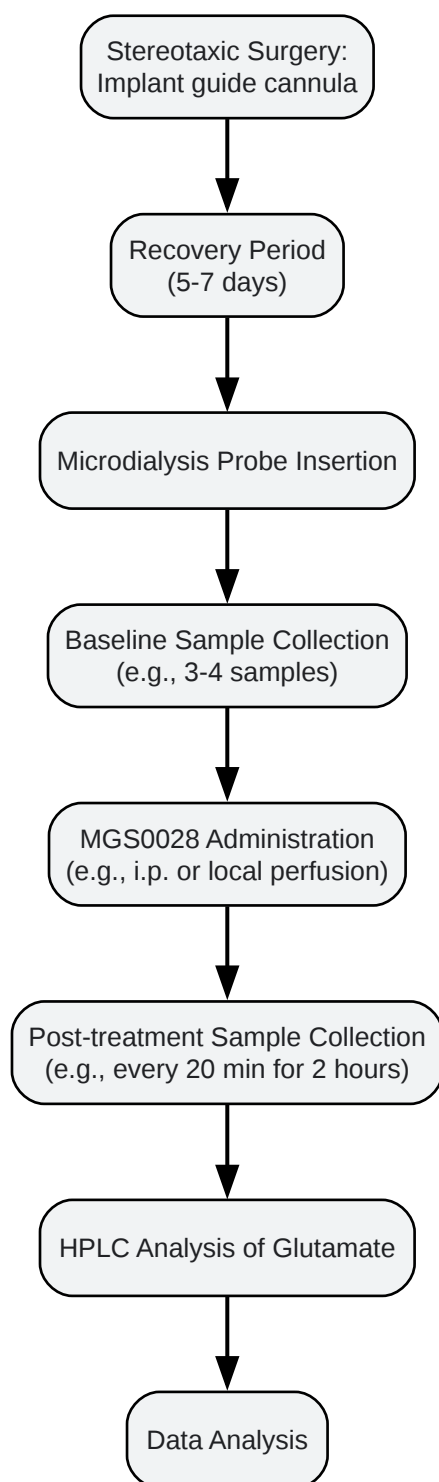 Stereotaxic Surgery:
Implant guide cannula
Recovery Period
(5-7 days)
Microdialysis Probe Insertion
Baseline Sample Collection
(e.g., 3-4 samples)
MGS0028 Administration
(e.g., i.p. or local perfusion)
Post-treatment Sample Collection
(e.g., every 20 min for 2 hours)
HPLC Analysis of Glutamate
Data Analysis